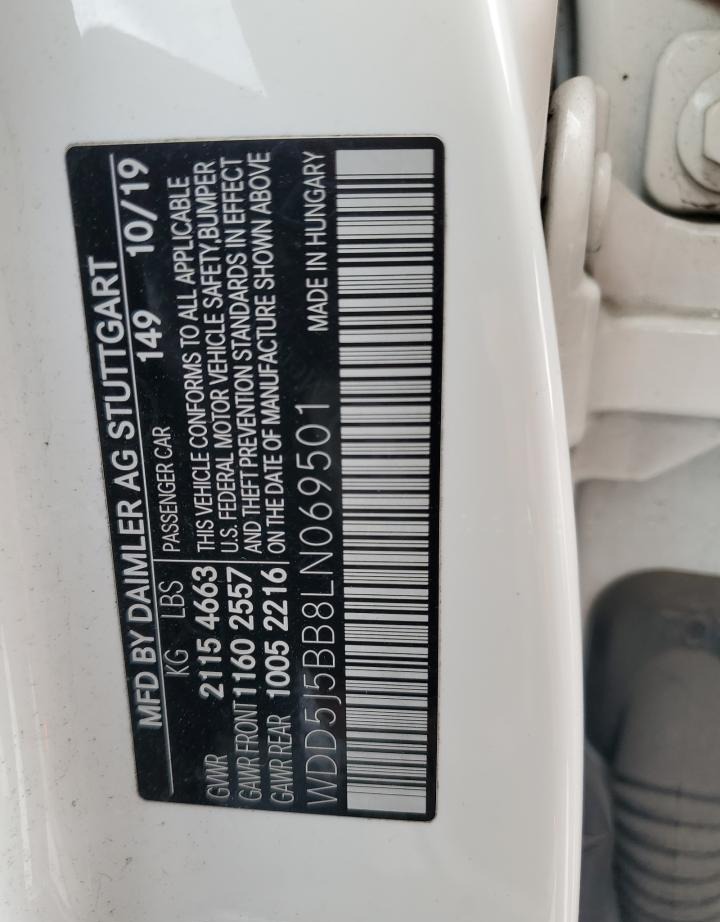 MFD BY DAIMLER AG STUTTGART
KG LBS 149 10/19
GVWR 2115 4663 PASSENGER CAR
GAWR FRONT 1160 2557
GAWR REAR 1005 2216
THIS VEHICLE CONFORMS TO ALL APPLICABLE
U.S. FEDERAL MOTOR VEHICLE SAFETY,BUMPER
AND THEFT PREVENTION STANDARDS IN EFFECT
ON THE DATE OF MANUFACTURE SHOWN ABOVE
WDD5J5BB8LN069501 MADE IN HUNGARY